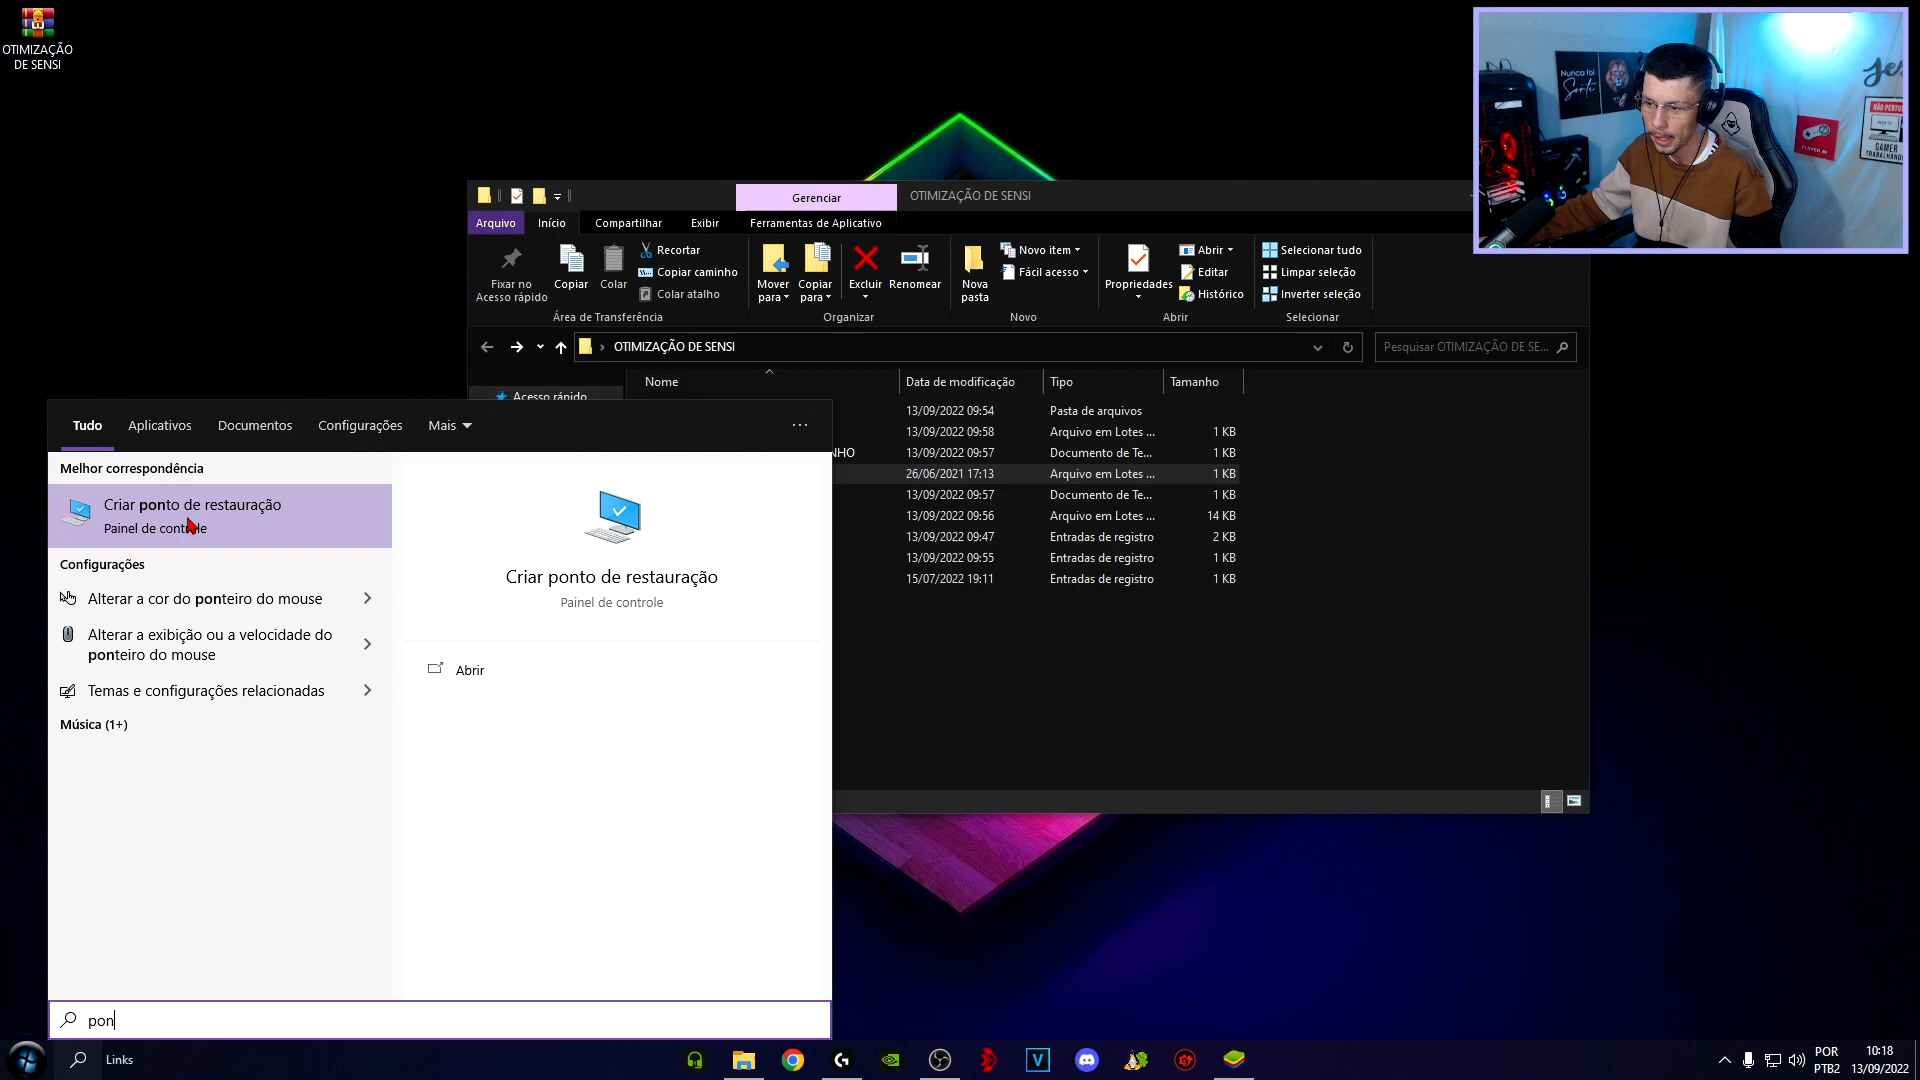 OTIMIZAÇÃO
DE SENSI
Nunca foi
Sorte
PLAYER IN
GAMER
Gerenciar
OTIMIZAÇÃO DE SENSI
Arquivo
Início
Compartilhar
Exibir
Ferramentas de Aplicativo
Fixar no
Acesso rápido
Copiar
Colar
Recortar
Copiar caminho
Colar atalho
Área de Transferência
Mover
para
Copiar
para
Excluir
Renomear
Organizar
Nova
pasta
Novo item
Fácil acesso
Novo
Propriedades
Abrir
Editar
Histórico
Abrir
Selecionar tudo
Limpar seleção
Inverter seleção
Selecionar
OTIMIZAÇÃO DE SENSI
Pesquisar OTIMIZAÇÃO DE SE...
Acesso rápido
Nome
Data de modificação
Tipo
Tamanho
13/09/2022 09:54 Pasta de arquivos
13/09/2022 09:58 Arquivo em Lotes ... 1 KB
NHO 13/09/2022 09:57 Documento de Te... 1 KB
26/06/2021 17:13 Arquivo em Lotes ... 1 KB
13/09/2022 09:57 Documento de Te... 1 KB
13/09/2022 09:56 Arquivo em Lotes ... 14 KB
13/09/2022 09:47 Entradas de registro 2 KB
13/09/2022 09:55 Entradas de registro 1 KB
15/07/2022 19:11 Entradas de registro 1 KB
Tudo
Aplicativos
Documentos
Configurações
Mais
...
Melhor correspondência
Criar ponto de restauração
Painel de controle
Configurações
Alterar a cor do ponteiro do mouse
Alterar a exibição ou a velocidade do
ponteiro do mouse
Temas e configurações relacionadas
Música (1+)
Criar ponto de restauração
Painel de controle
Abrir
pon
Links
V
POR
PTB2
10:18
13/09/2022